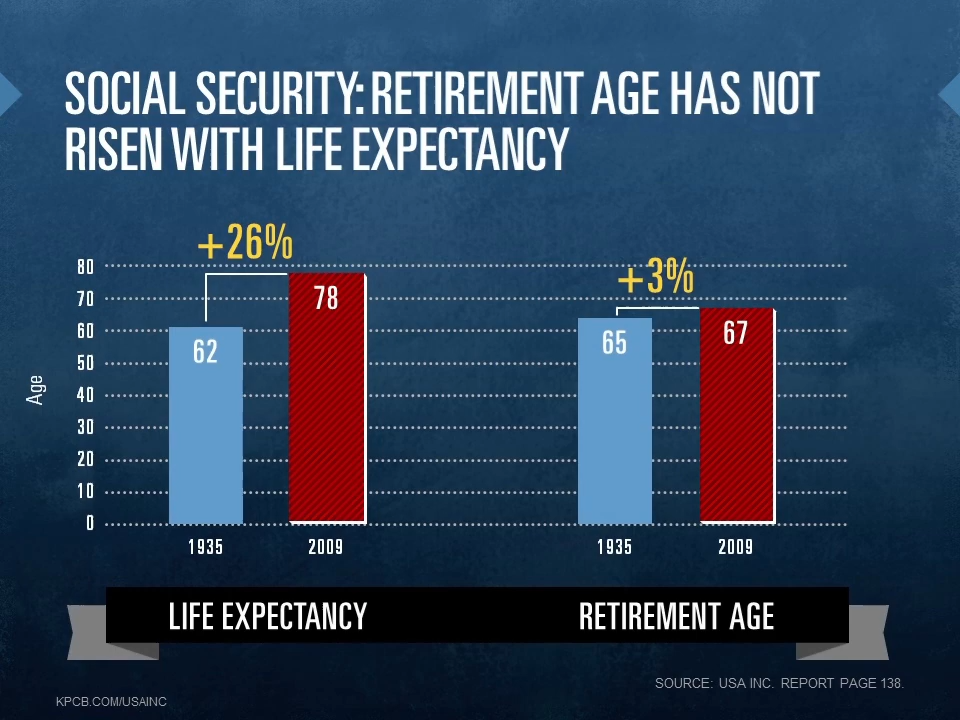 SOCIAL SECURITY: RETIREMENT AGE HAS NOT
RISEN WITH LIFE EXPECTANCY
+26%
+3%
80
70
60
50
40
30
20
10
0
Age
62
78
65
67
1935
2009
1935
2009
LIFE EXPECTANCY
RETIREMENT AGE
SOURCE: USA INC. REPORT PAGE 138.
KPCB.COM/USAINC